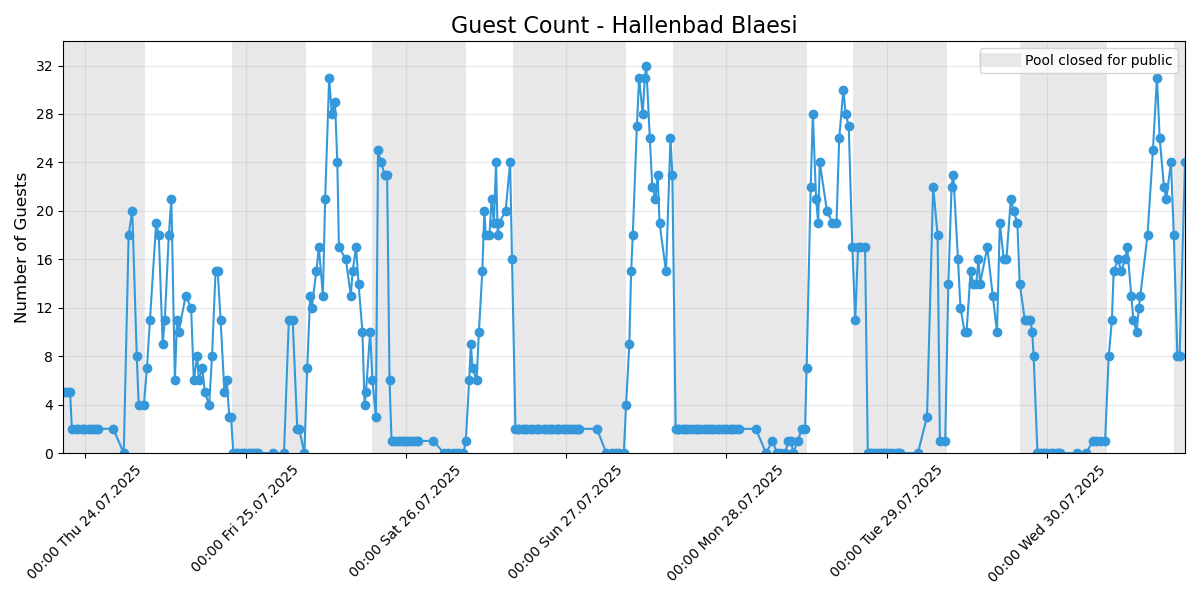 Guest Count - Hallenbad Blaesi
Pool closed for public
Number of Guests
32
28
24
20
16
12
8
4
0
00:00 Thu 24.07.2025
00:00 Fri 25.07.2025
00:00 Sat 26.07.2025
00:00 Sun 27.07.2025
00:00 Mon 28.07.2025
00:00 Tue 29.07.2025
00:00 Wed 30.07.2025